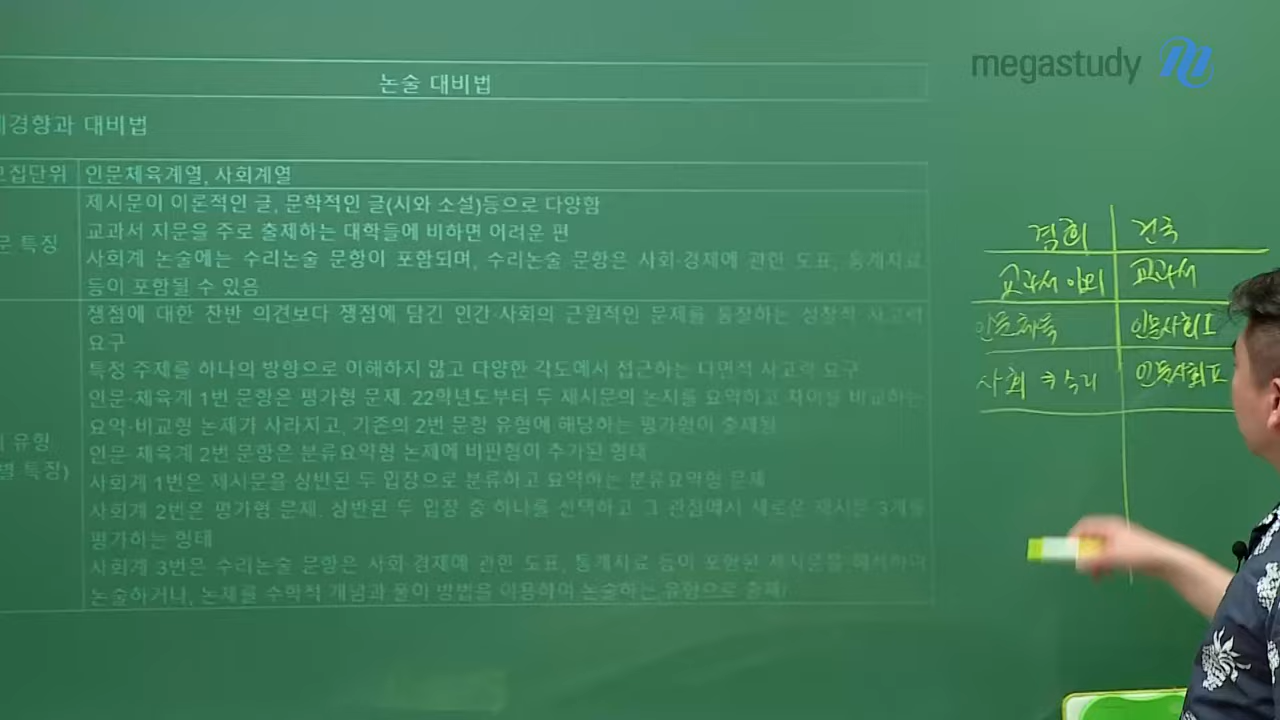 megastudy
논술 대비법
제경향과 대비법
모집단위 인문체육계열, 사회계열
문 특징
제시문이 이론적인 글, 문학적인 글(시와 소설)등으로 다양함
교과서 지문을 주로 출제하는 대학들에 비하면 어려운 편
사회계 논술에는 수리논술 문항이 포함되며, 수리논술 문항은 사회·경제에 관한 도표, 통계자료
등이 포함될 수 있음
유형
별 특징)
쟁점에 대한 찬반 의견보다 쟁점에 담긴 인간·사회의 근원적인 문제를 통찰하는 성찰적 사고력
요구
특정 주제를 하나의 방향으로 이해하지 않고 다양한 각도에서 접근하는 다면적 사고력 요구
인문·체육계 1번 문항은 평가형 문제. 22학년도부터 두 제시문의 논지를 요약하고 차이를 비교하는
요약·비교형 논제가 사라지고, 기존의 2번 문항 유형에 해당하는 평가형이 출제됨
인문·체육계 2번 문항은 분류요약형 논제에 비판형이 추가된 형태
사회계 1번은 제시문을 상반된 두 입장으로 분류하고 요약하는 분류요약형 문제
사회계 2번은 평가형 문제. 상반된 두 입장 중 하나를 선택하고 그 관점에서 새로운 제시문 3개를
평가하는 형태
사회계 3번은 수리논술 문항은 사회·경제에 관한 도표, 통계자료 등이 포함된 제시문을 해석하여
논술하거나, 논제를 수학적 개념과 풀이 방법을 이용하여 논술하는 유형으로 출제
경희 건국
교과서 이외 교과서
인문체육 인문사회 I
사회 수리 인문사회 II